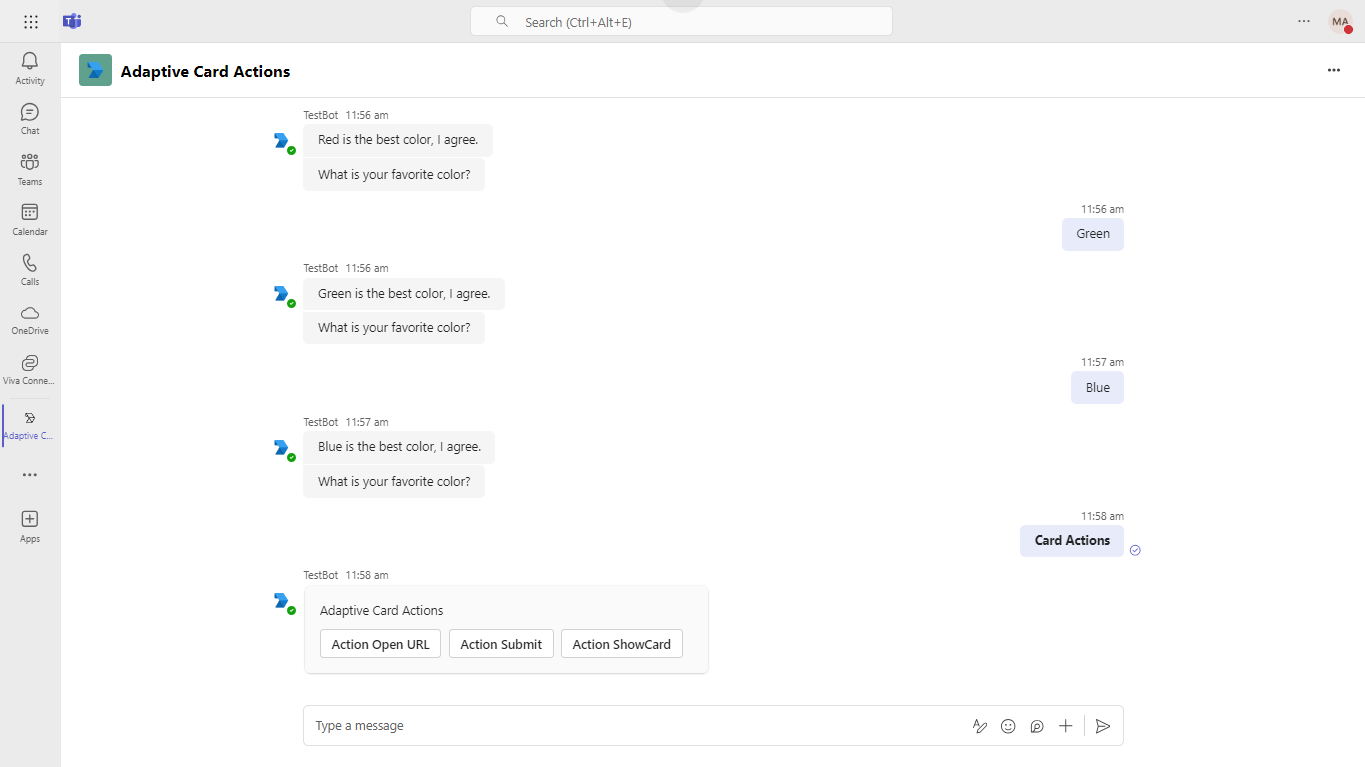 Search (Ctrl+Alt+E)
MA
Activity
Chat
Teams
Calendar
Calls
OneDrive
Viva Conne...
Adaptive C...
Apps
Adaptive Card Actions
TestBot 11:56 am
Red is the best color, I agree.
What is your favorite color?
11:56 am
Green
TestBot 11:56 am
Green is the best color, I agree.
What is your favorite color?
11:57 am
Blue
TestBot 11:57 am
Blue is the best color, I agree.
What is your favorite color?
11:58 am
Card Actions
TestBot 11:58 am
Adaptive Card Actions
Action Open URL Action Submit Action ShowCard
Type a message